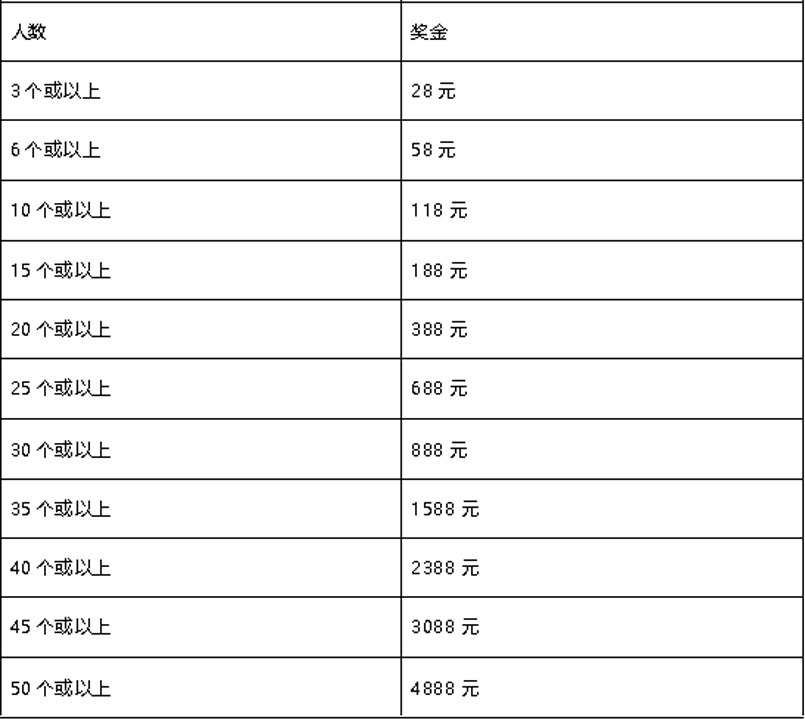 人数 奖金
3个或以上 28 元
6个或以上 58 元
10 个或以上 118 元
15 个或以上 188 元
20 个或以上 388 元
25 个或以上 688 元
30 个或以上 888 元
35 个或以上 1588 元
40 个或以上 2388 元
45 个或以上 3088 元
50 个或以上 4888 元